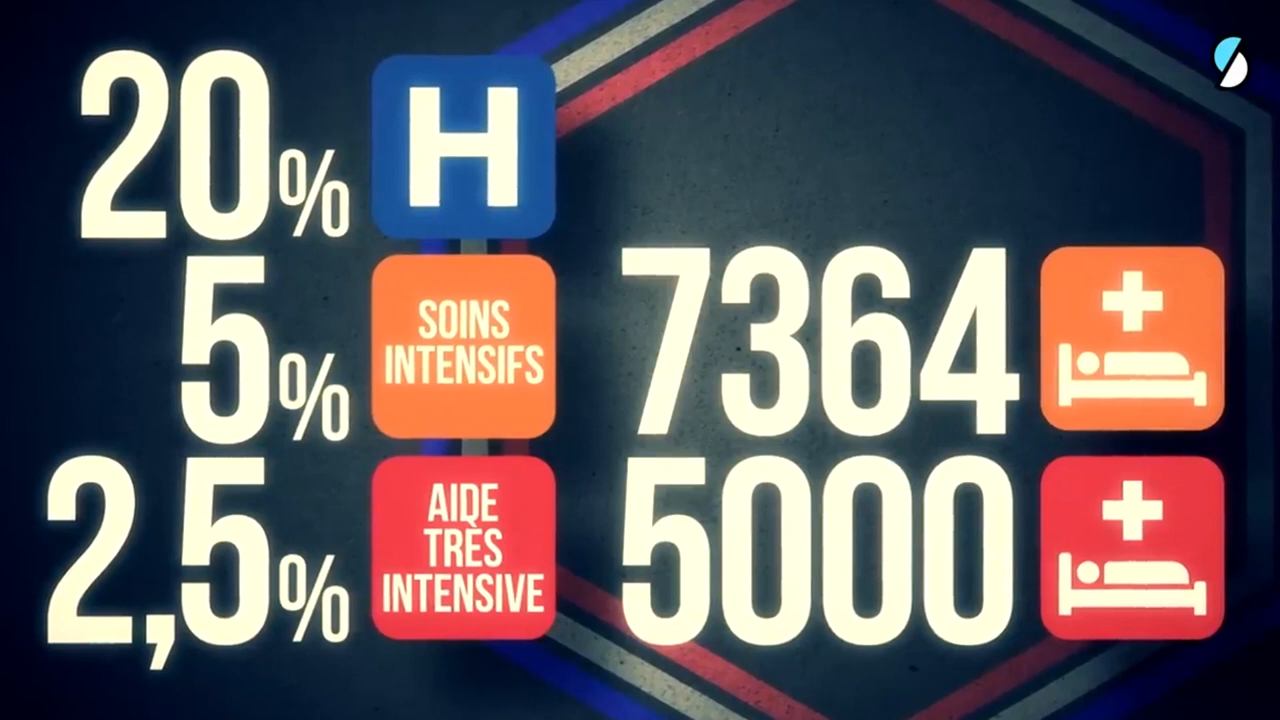 20%
H
5%
SOINS
INTENSIFS
7364
2,5%
AIDE
TRÈS
INTENSIVE
5000